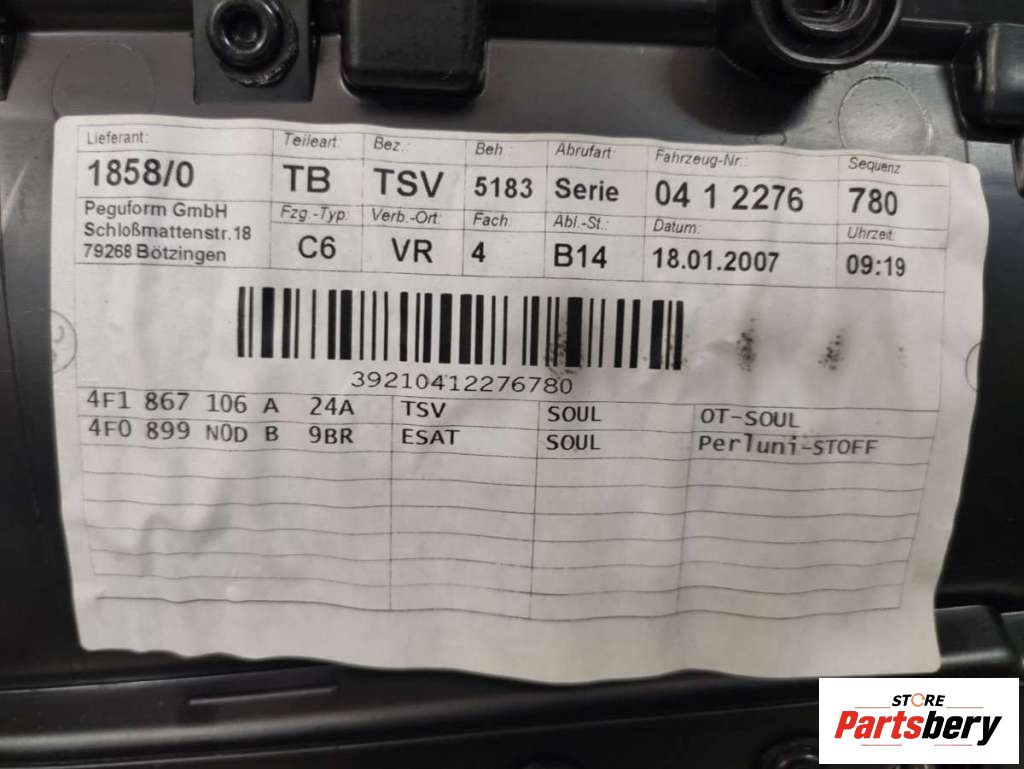 Lieferant: Teileart: Bez.: Beh.: Abrufart: Fahrzeug-Nr.: Sequenz
1858/0 TB TSV 5183 Serie 04 1 2276 780
Peguform GmbH Fzg.-Typ: Verb.-Ort: Fach: Abl.-St.: Datum: Uhrzeit
Schloßmattenstr.18
79268 Bötzingen C6 VR 4 B14 18.01.2007 09:19
39210412276780
4F1 867 106 A 24A TSV SOUL OT-SOUL
4F0 899 N0D B 9BR ESAT SOUL Perluni-STOFF
STORE
Partsbery